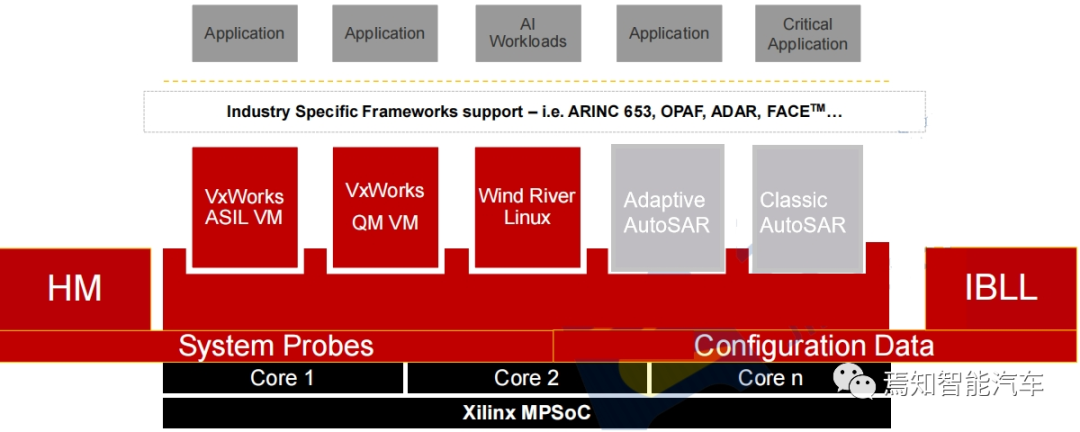 Application
Application
AI
Workloads
Application
Critical
Application
Industry Specific Frameworks support – i.e. ARINC 653, OPAF, ADAR, FACE™…
VxWorks
ASIL VM
VxWorks
QM VM
Wind River
Linux
Adaptive
AutoSAR
Classic
AutoSAR
HM
IBLL
System Probes
Configuration Data
Core 1
Core 2
Core n
Xilinx MPSoC
焉知智能汽车